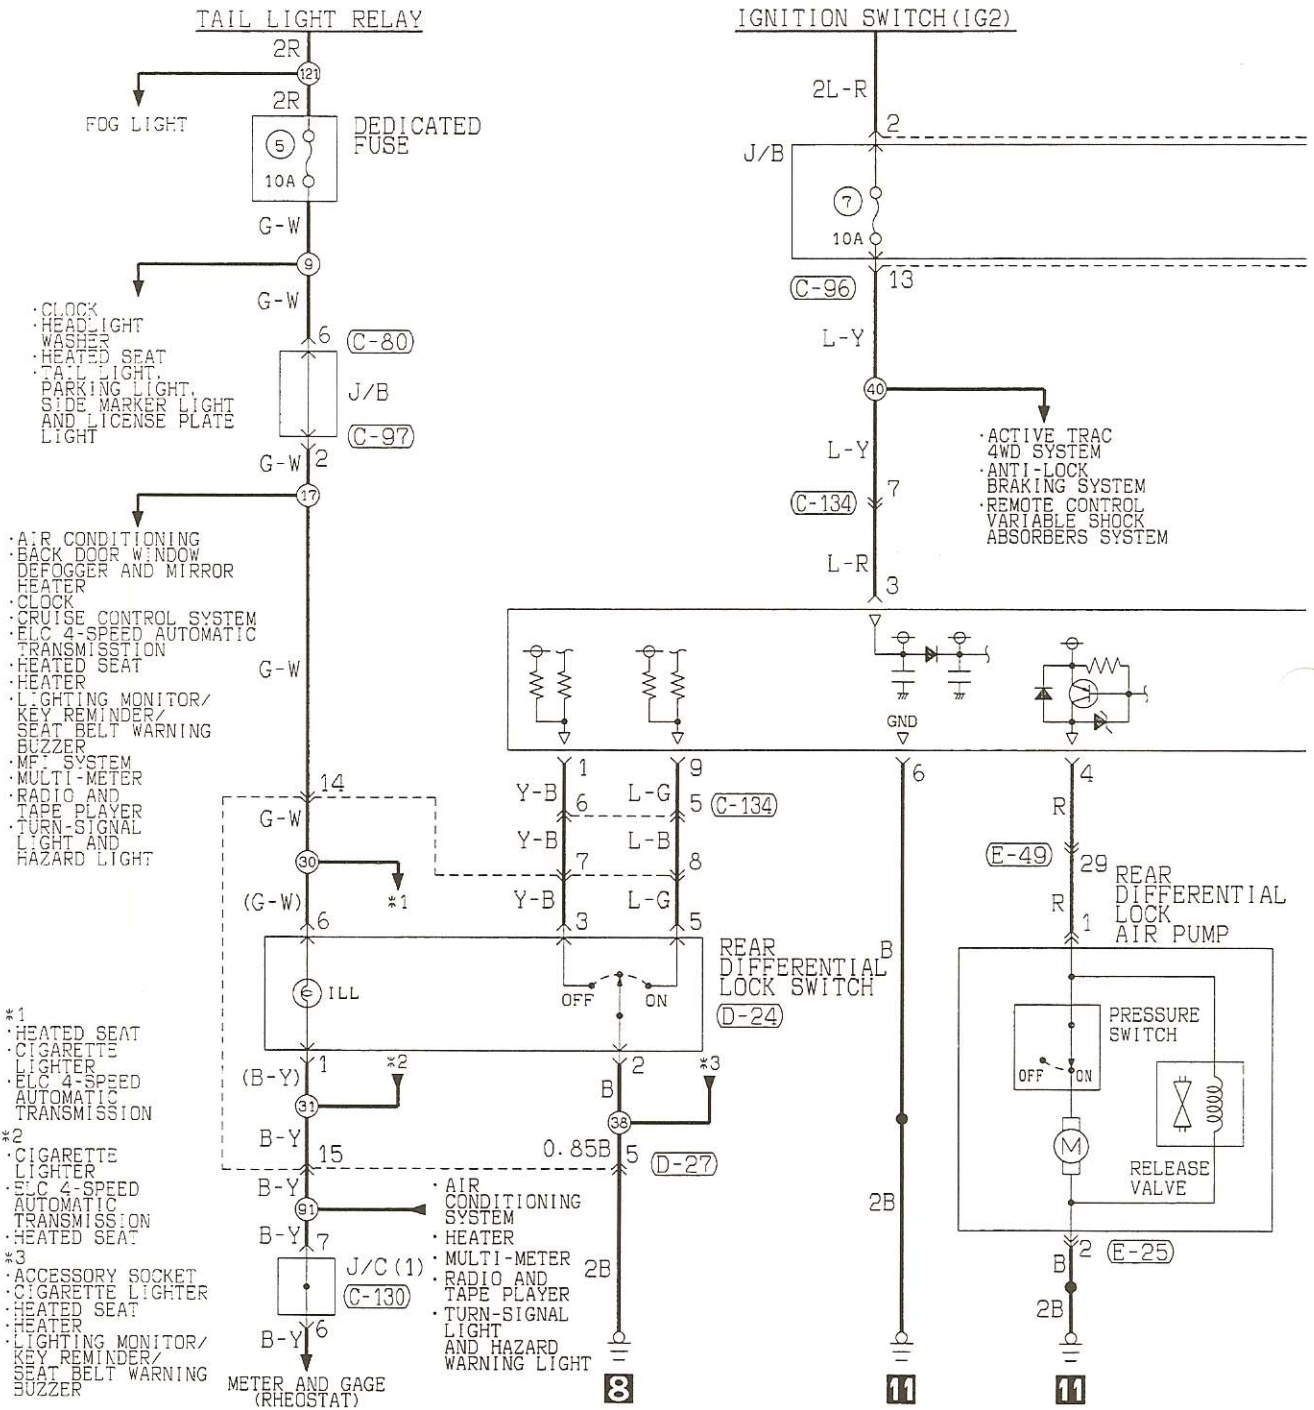 TAIL LIGHT RELAY
IGNITION SWITCH(IG2)
2R
121
2R
FOG LIGHT
DEDICATED
FUSE
5
10A
G-W
9
G-W
·CLOCK
·HEADLIGHT
WASHER
·HEATED SEAT
·TAIL LIGHT,
PARKING LIGHT,
SIDE MARKER LIGHT
AND LICENSE PLATE
LIGHT
6
C-80
J/B
C-97
G-W
2
17
2L-R
2
J/B
7
10A
C-96
13
L-Y
40
L-Y
·ACTIVE TRAC
4WD SYSTEM
·ANTI-LOCK
BRAKING SYSTEM
·REMOTE CONTROL
VARIABLE SHOCK
ABSORBERS SYSTEM
7
C-134
L-R
3
·AIR CONDITIONING
·BACK DOOR WINDOW
DEFOGGER AND MIRROR
HEATER
·CLOCK
·CRUISE CONTROL SYSTEM
·ELC 4-SPEED AUTOMATIC
TRANSMISSTION
·HEATED SEAT
·HEATER
·LIGHTING MONITOR/
KEY REMINDER/
SEAT BELT WARNING
BUZZER
·MFI SYSTEM
·MULTI-METER
·RADIO AND
TAPE PLAYER
·TURN-SIGNAL
LIGHT AND
HAZARD LIGHT
G-W
GND
14
G-W
30
※1
(G-W)
6
1
9
6
4
Y-B
6
L-G
5
C-134
Y-B
7
L-B
8
Y-B
3
L-G
5
R
E-49
29
R
1
REAR
DIFFERENTIAL
LOCK
AIR PUMP
ILL
OFF
ON
REAR
DIFFERENTIAL
LOCK SWITCH
D-24
B
PRESSURE
SWITCH
OFF
ON
M
RELEASE
VALVE
※1
·HEATED SEAT
·CIGARETTE
LIGHTER
·ELC 4-SPEED
AUTOMATIC
TRANSMISSION
※2
·CIGARETTE
LIGHTER
·ELC 4-SPEED
AUTOMATIC
TRANSMISSION
·HEATED SEAT
※3
·ACCESSORY SOCKET
·CIGARETTE LIGHTER
·HEATED SEAT
·HEATER
·LIGHTING MONITOR/
KEY REMINDER/
SEAT BELT WARNING
BUZZER
1
※2
(B-Y)
31
B-Y
15
B-Y
91
B-Y
7
J/C(1)
C-130
6
B-Y
METER AND GAGE
(RHEOSTAT)
2
※3
B
38
0.85B
5
D-27
·AIR
CONDITIONING
SYSTEM
·HEATER
·MULTI-METER
·RADIO AND
TAPE PLAYER
·TURN-SIGNAL
LIGHT
AND HAZARD
WARNING LIGHT
2B
8
2B
11
2
E-25
B
2B
11